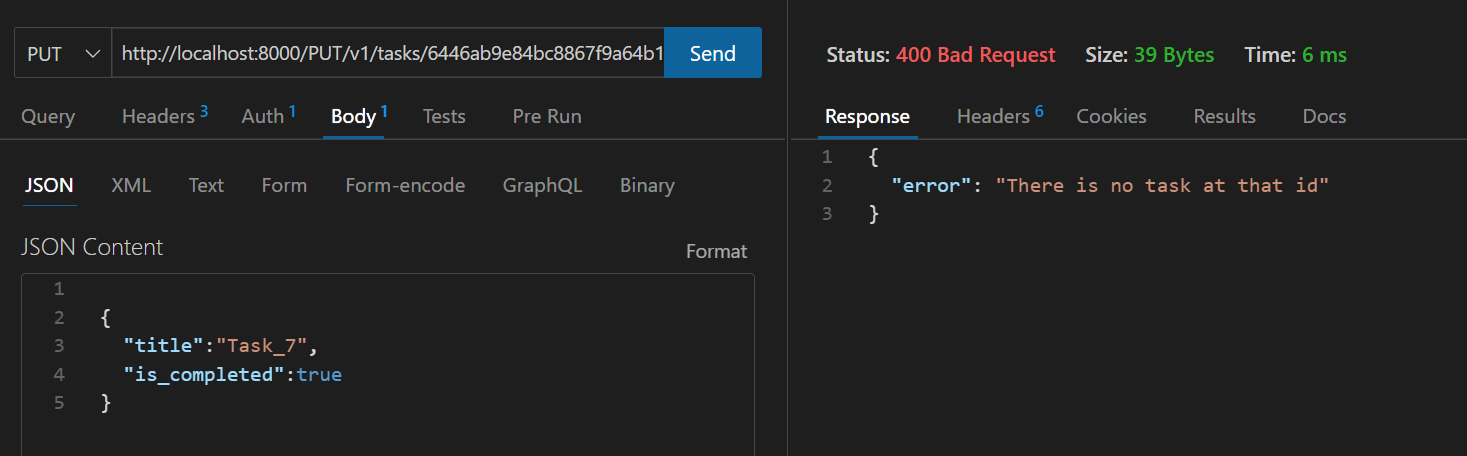 PUT http://localhost:8000/PUT/v1/tasks/6446ab9e84bc8867f9a64b1 Send
Query Headers 3 Auth 1 Body 1 Tests Pre Run
JSON XML Text Form Form-encode GraphQL Binary
JSON Content
Format
1
2 {
3 "title":"Task_7",
4 "is_completed":true
5 }
Status: 400 Bad Request Size: 39 Bytes Time: 6 ms
Response Headers 6 Cookies Results Docs
1 {
2 "error": "There is no task at that id"
3 }